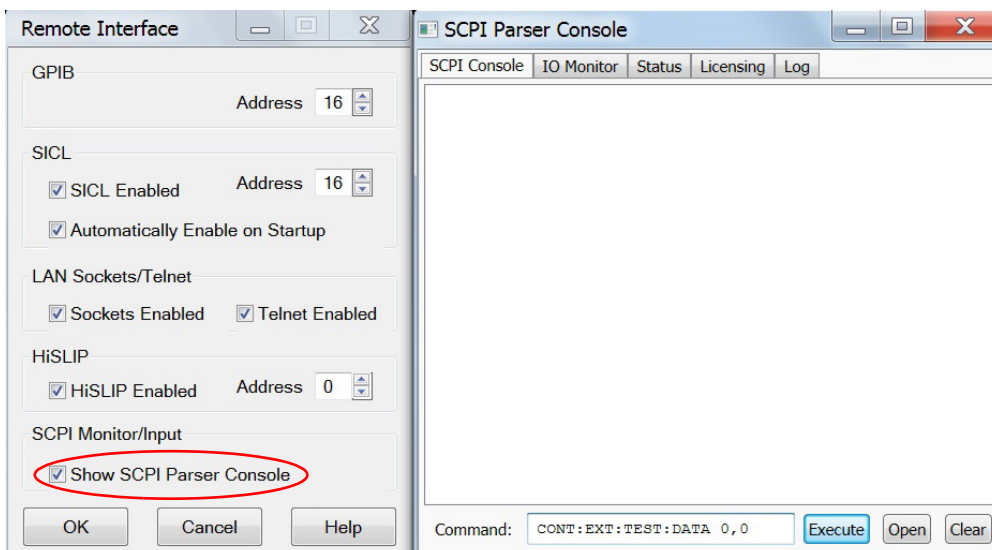 Remote Interface
GPIB
Address 16
SICL
SICL Enabled Address 16
Automatically Enable on Startup
LAN Sockets/Telnet
Sockets Enabled Telnet Enabled
HiSLIP
HiSLIP Enabled Address 0
SCPI Monitor/Input
Show SCPI Parser Console
OK Cancel Help
SCPI Parser Console
SCPI Console IO Monitor Status Licensing Log
Command: CONT:EXT:TEST:DATA 0,0 Execute Open Clear